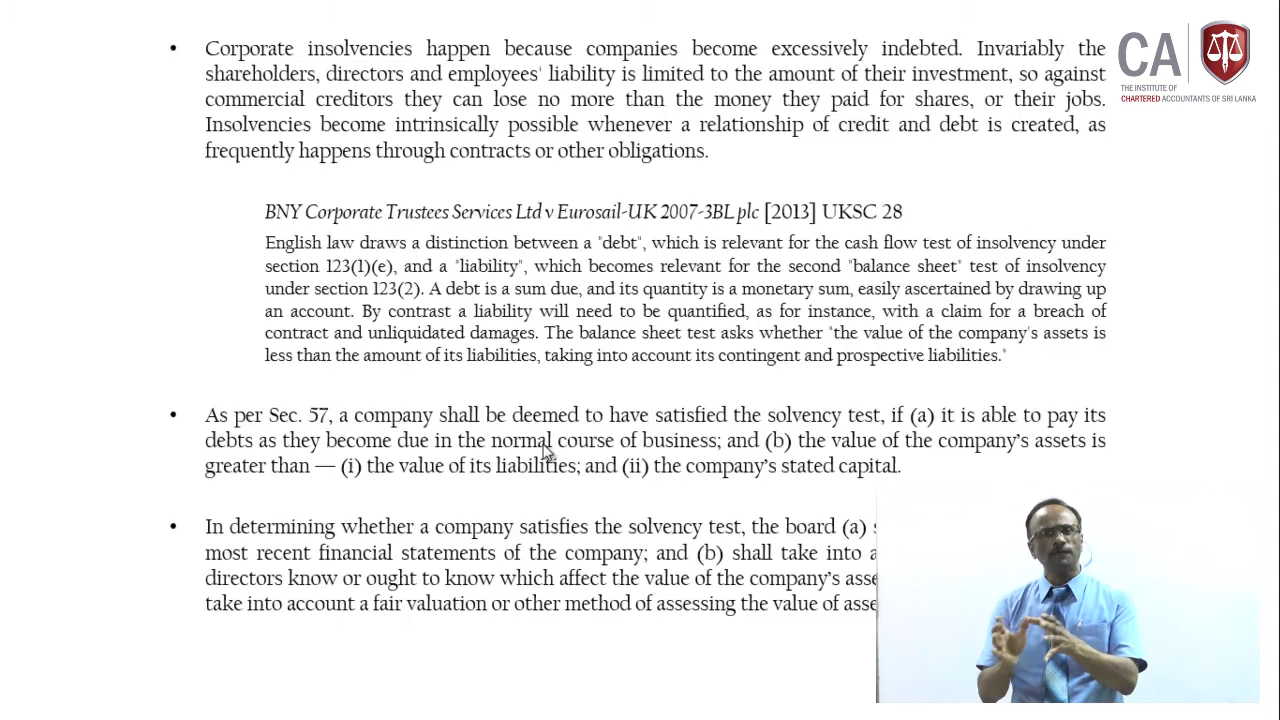 • Corporate insolvencies happen because companies become excessively indebted. Invariably the
shareholders, directors and employees' liability is limited to the amount of their investment, so against
commercial creditors they can lose no more than the money they paid for shares, or their jobs.
Insolvencies become intrinsically possible whenever a relationship of credit and debt is created, as
frequently happens through contracts or other obligations.
CA
THE INSTITUTE OF
CHARTERED ACCOUNTANTS OF SRI LANKA
BNY Corporate Trustees Services Ltd v Eurosail-UK 2007-3BL plc [2013] UKSC 28
English law draws a distinction between a "debt", which is relevant for the cash flow test of insolvency under
section 123(1)(e), and a "liability", which becomes relevant for the second "balance sheet" test of insolvency
under section 123(2). A debt is a sum due, and its quantity is a monetary sum, easily ascertained by drawing up
an account. By contrast a liability will need to be quantified, as for instance, with a claim for a breach of
contract and unliquidated damages. The balance sheet test asks whether "the value of the company's assets is
less than the amount of its liabilities, taking into account its contingent and prospective liabilities."
• As per Sec. 57, a company shall be deemed to have satisfied the solvency test, if (a) it is able to pay its
debts as they become due in the normal course of business; and (b) the value of the company's assets is
greater than — (i) the value of its liabilities; and (ii) the company's stated capital.
• In determining whether a company satisfies the solvency test, the board (a)
most recent financial statements of the company; and (b) shall take into
directors know or ought to know which affect the value of the company's
take into account a fair valuation or other method of assessing the value of